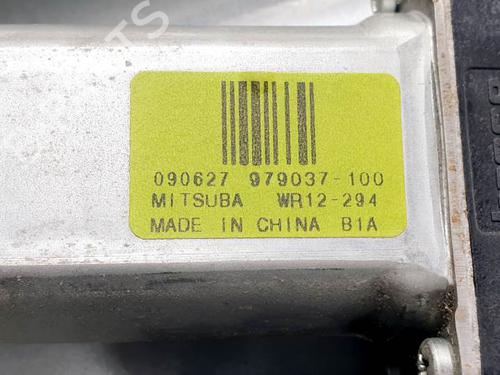 090627 979037-100
MITSUBA WR12-294
MADE IN CHINA B1A